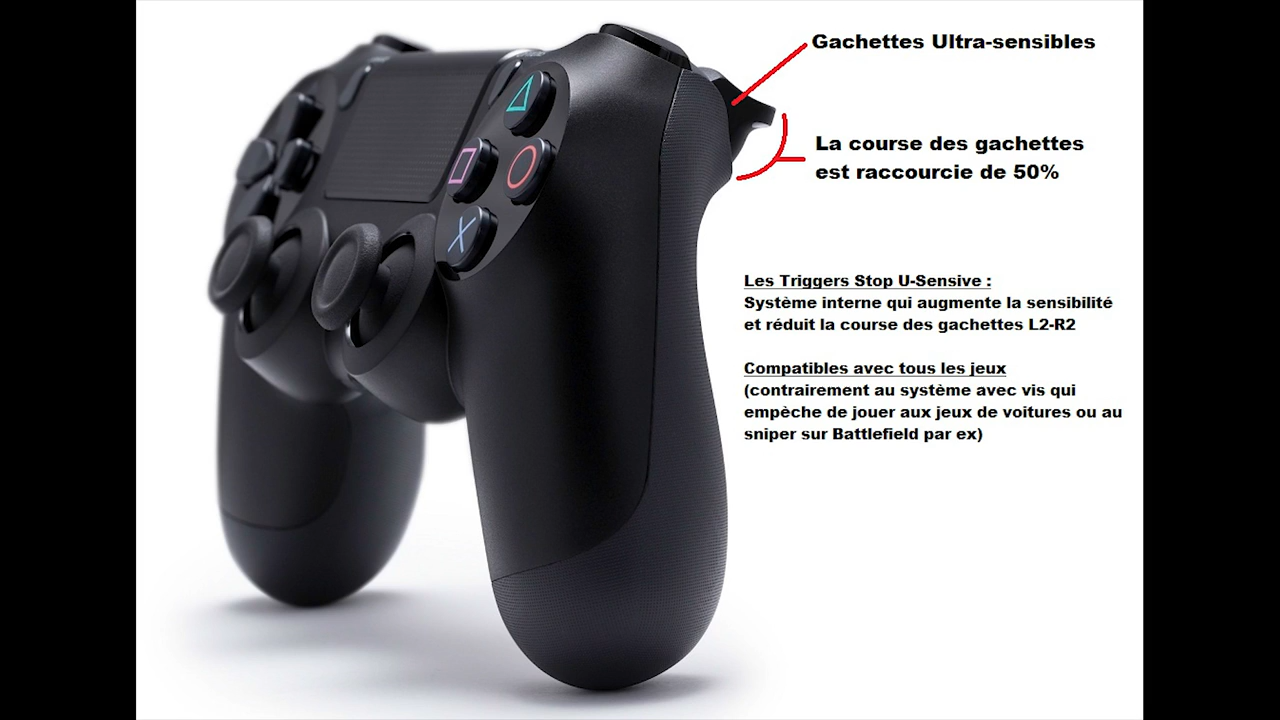 Gachettes Ultra-sensibles
La course des gachettes
est raccourcie de 50%
Les Triggers Stop U-Sensive :
Système interne qui augmente la sensibilité
et réduit la course des gachettes L2-R2
Compatibles avec tous les jeux
(contrairement au système avec vis qui
empèche de jouer aux jeux de voitures ou au
sniper sur Battlefield par ex)